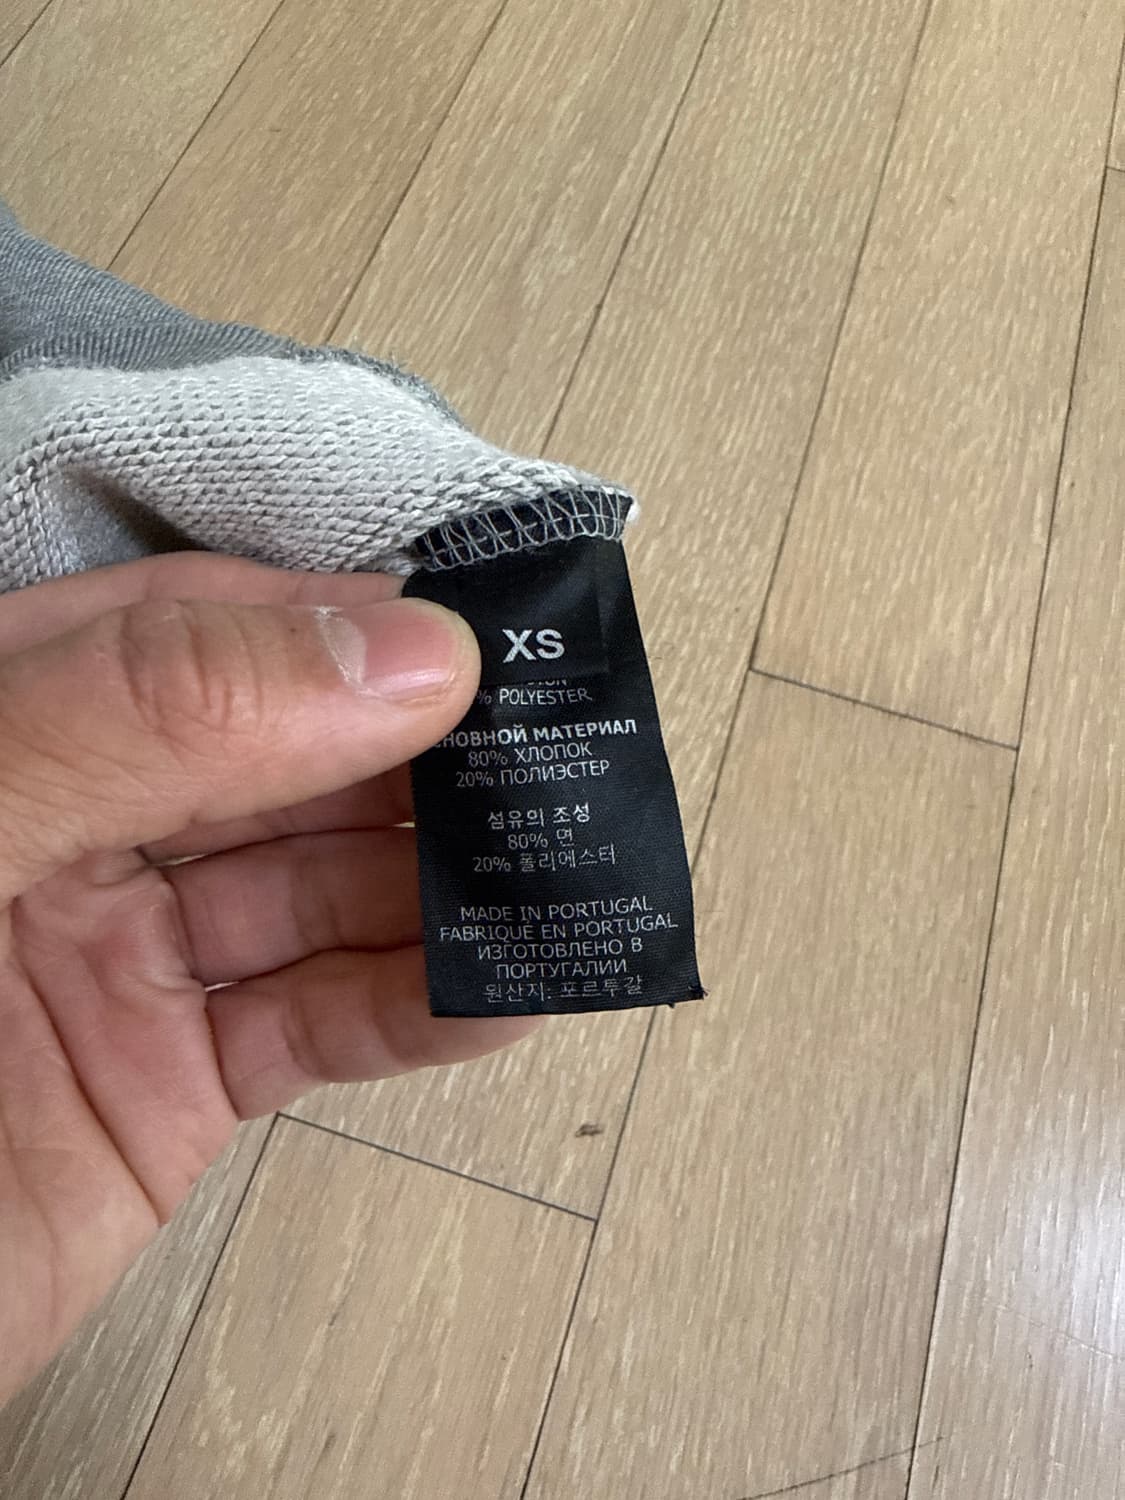 XS
% POLYESTER
НОВНОЙ МАТЕРИАЛ
80% ХЛОПОК
20% ПОЛИЭСТЕР
섬유의 조성
80% 면
20% 폴리에스터
MADE IN PORTUGAL
FABRIQUÉ EN PORTUGAL
ИЗГОТОВЛЕНО В
ПОРТУГАЛИИ
원산지: 포르투갈